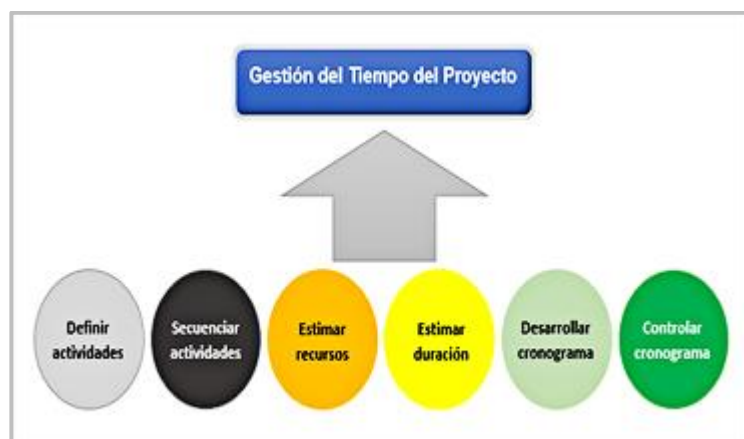 Gestión del Tiempo del Proyecto
Definir
actividades
Secuenciar
actividades
Estimar
recursos
Estimar
duración
Desarrollar
cronograma
Controlar
cronograma